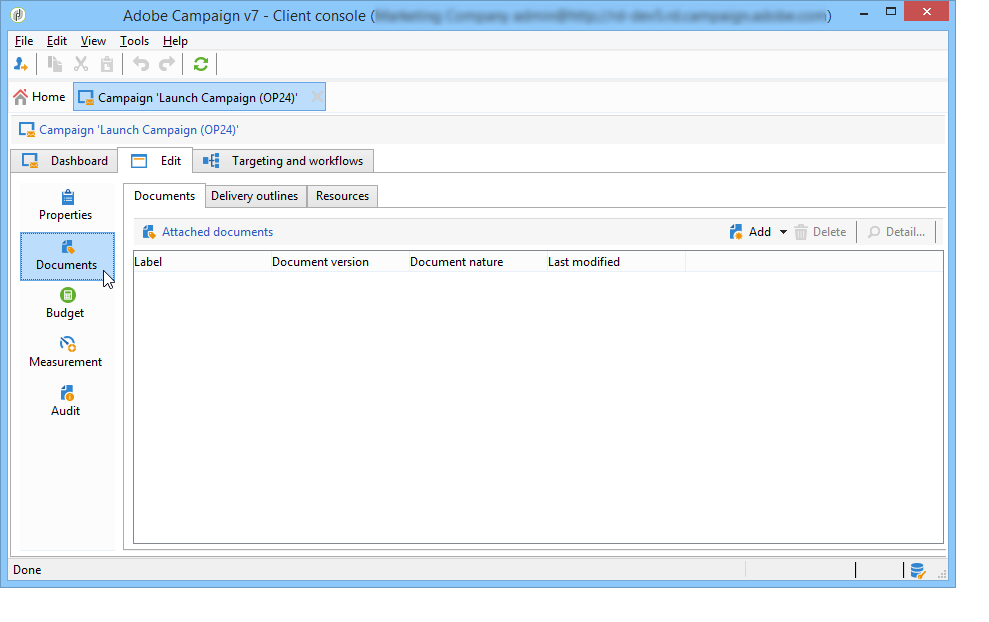 Adobe Campaign v7 - Client console (
File Edit View Tools Help
Home Campaign 'Launch Campaign (OP24)'
Campaign 'Launch Campaign (OP24)'
Dashboard Edit Targeting and workflows
Documents Delivery outlines Resources
Properties
Documents
Budget
Measurement
Audit
Attached documents Add Delete Detail...
Label Document version Document nature Last modified
Done